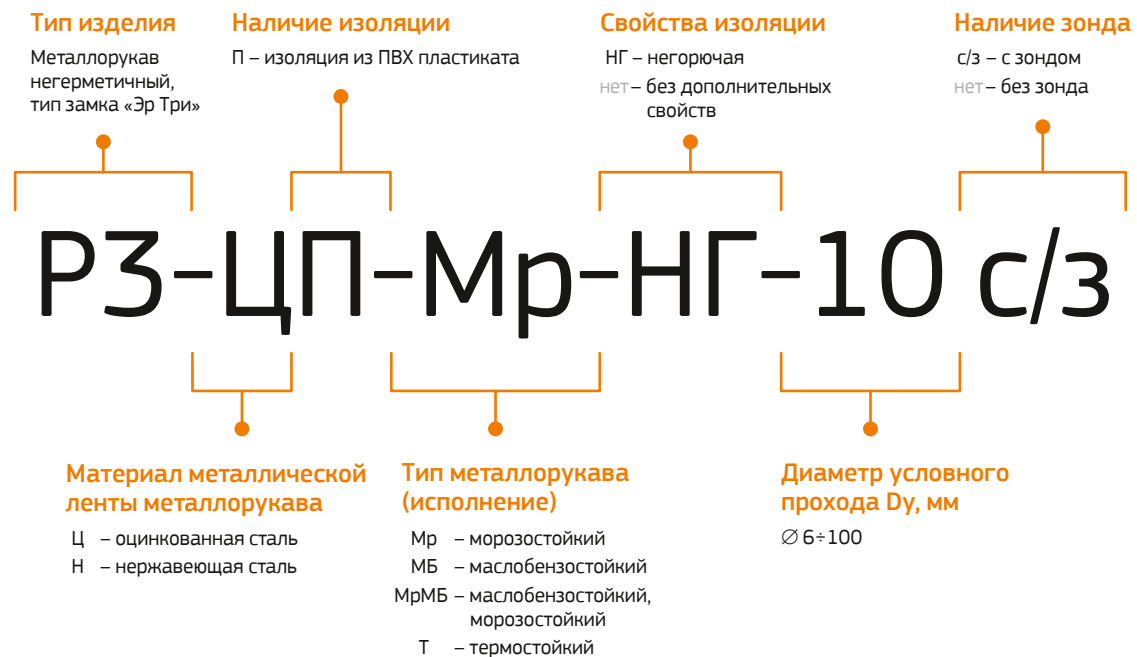 Тип изделия
Металлорукав
негерметичный,
тип замка «Эр Три»
Наличие изоляции
П – изоляция из ПВХ пластиката
Свойства изоляции
НГ – негорючая
нет – без дополнительных
свойств
Наличие зонда
с/з – с зондом
нет – без зонда
РЗ-ЦП-Мр-НГ-10 с/з
Материал металлической
ленты металлорукава
Ц – оцинкованная сталь
Н – нержавеющая сталь
Тип металлорукава
(исполнение)
Мр – морозостойкий
МБ – маслобензостойкий
МрМБ – маслобензостойкий,
морозостойкий
Т – термостойкий
Диаметр условного
прохода Dy, мм
∅ 6÷100